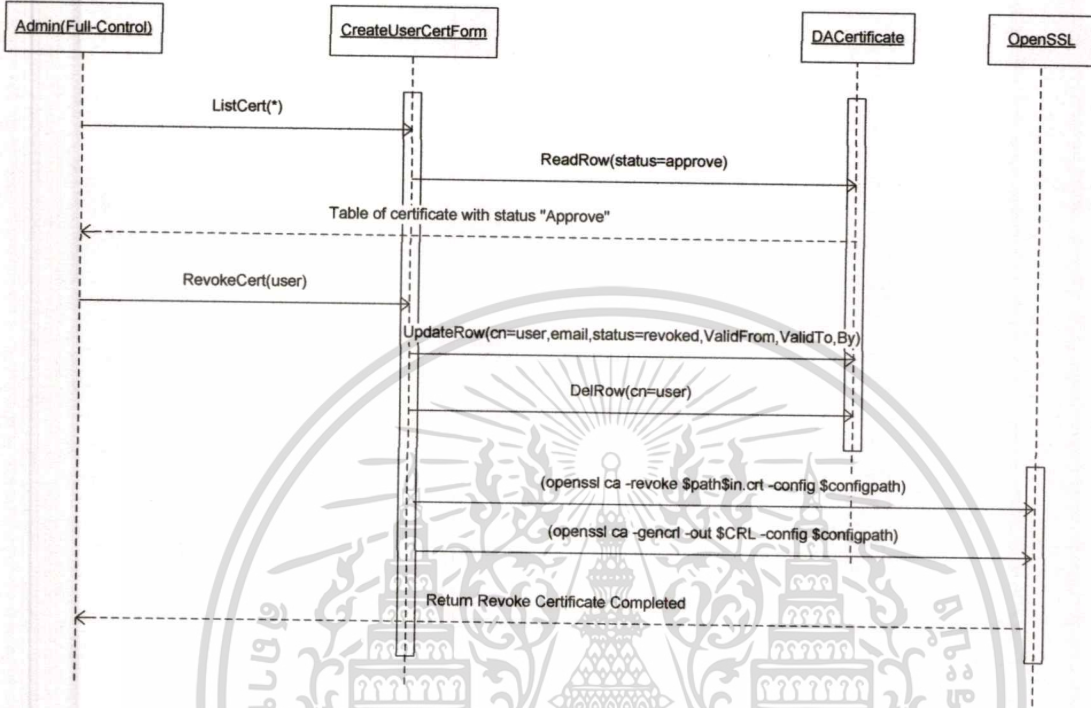 Admin(Full-Control)
CreateUserCertForm
DACertificate
OpenSSL
ListCert(*)
ReadRow(status=approve)
Table of certificate with status "Approve"
RevokeCert(user)
UpdateRow(cn=user,email,status=revoked,ValidFrom,ValidTo,By)
DelRow(cn=user)
(openssl ca -revoke $path$in.crt -config $configpath)
(openssl ca -gencrl -out $CRL -config $configpath)
Return Revoke Certificate Completed